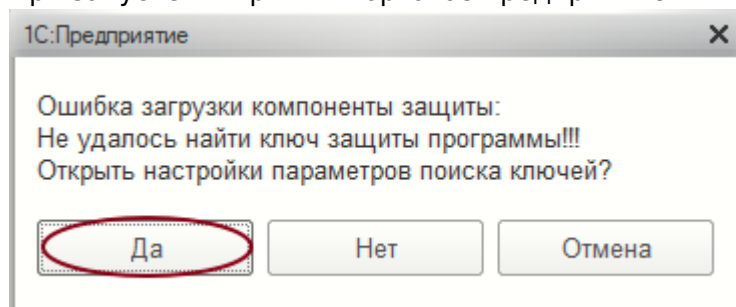 1С:Предприятие
Ошибка загрузки компоненты защиты:
Не удалось найти ключ защиты программы!!!
Открыть настройки параметров поиска ключей?
Да Нет Отмена